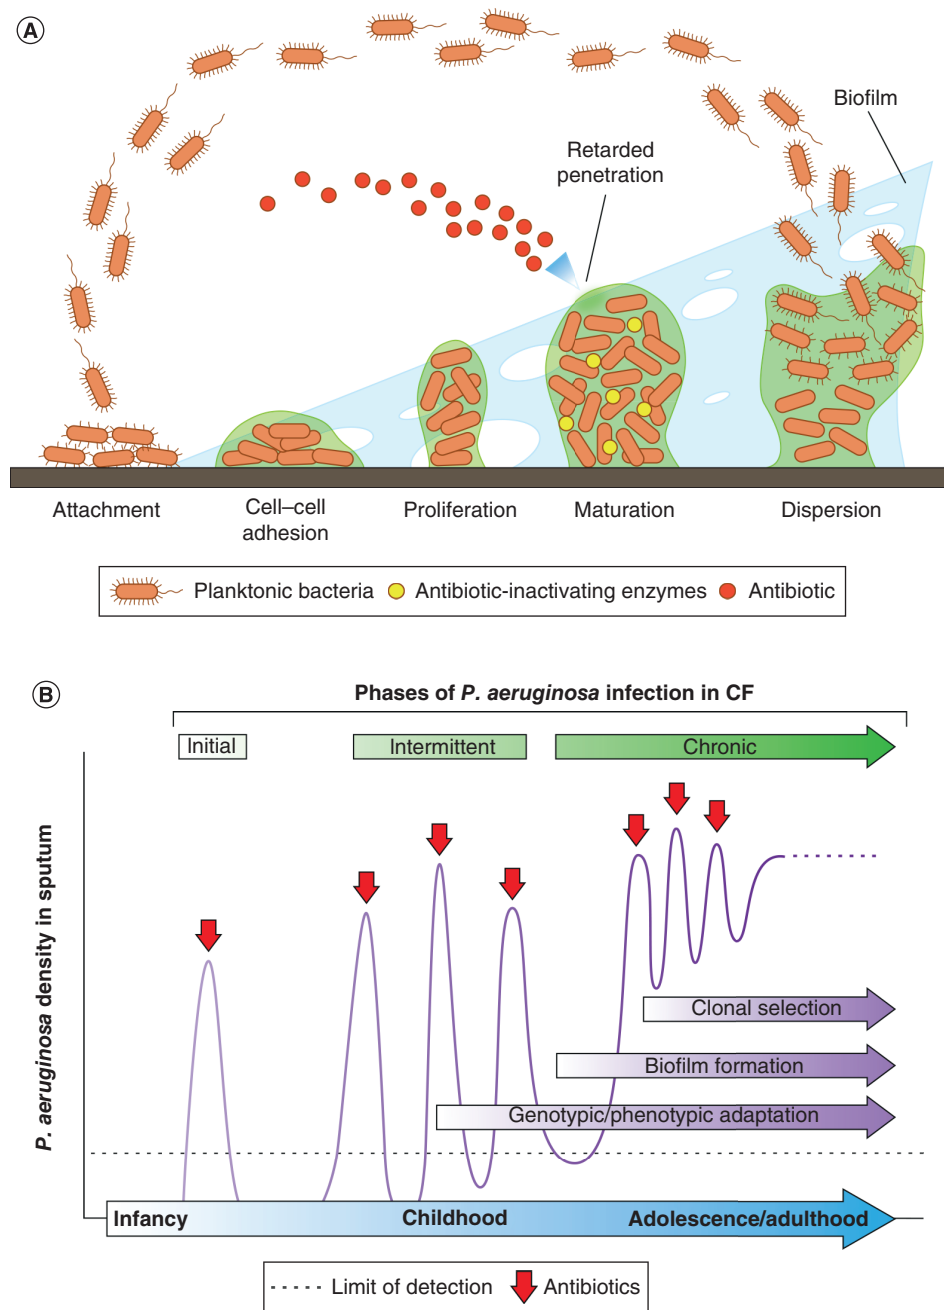 A
Biofilm
Retarded
penetration
Attachment
Cell–cell
adhesion
Proliferation
Maturation
Dispersion
Planktonic bacteria
Antibiotic-inactivating enzymes
Antibiotic
B
Phases of P. aeruginosa infection in CF
Initial
Intermittent
Chronic
P. aeruginosa density in sputum
Clonal selection
Biofilm formation
Genotypic/phenotypic adaptation
Infancy
Childhood
Adolescence/adulthood
Limit of detection
Antibiotics